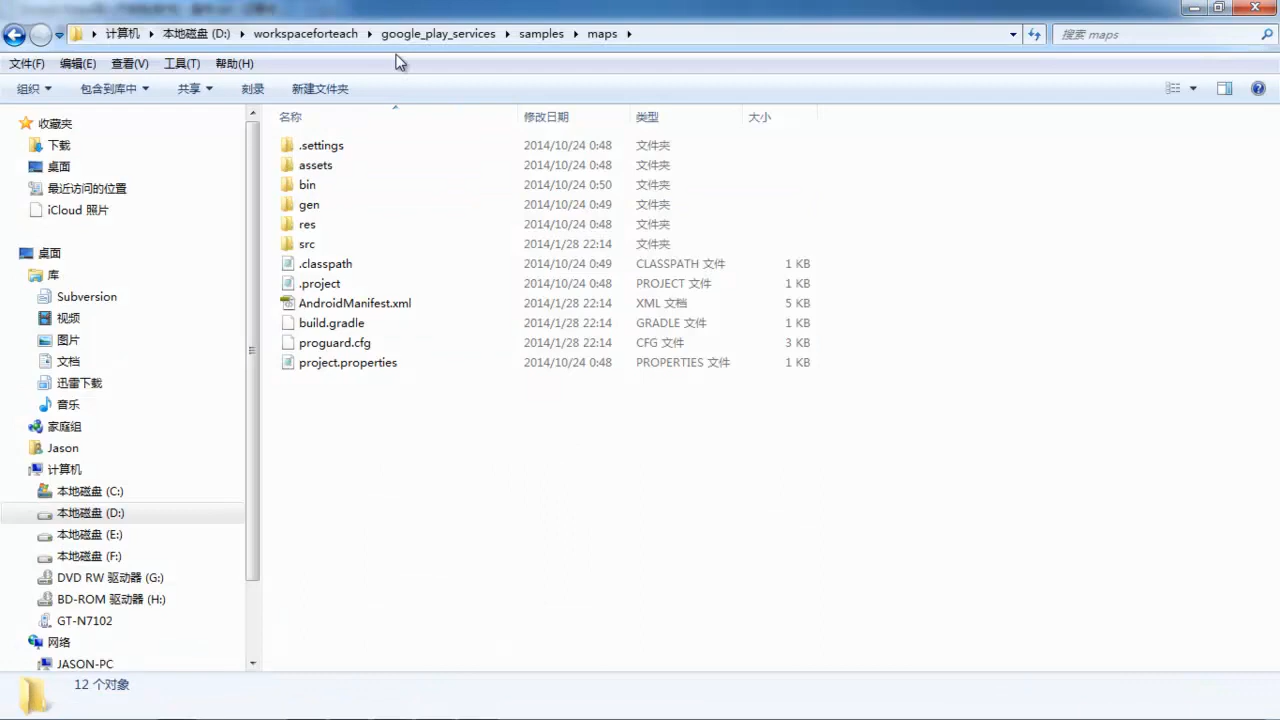 计算机 本地磁盘 (D:) workspaceforteach google_play_services samples maps 搜索 maps
文件(F) 编辑(E) 查看(V) 工具(T) 帮助(H)
组织 包含到库中 共享 刻录 新建文件夹
收藏夹
下载
桌面
最近访问的位置
iCloud 照片
桌面
库
Subversion
视频
图片
文档
迅雷下载
音乐
家庭组
Jason
计算机
本地磁盘 (C:)
本地磁盘 (D:)
本地磁盘 (E:)
本地磁盘 (F:)
DVD RW 驱动器 (G:)
BD-ROM 驱动器 (H:)
GT-N7102
网络
JASON-PC
名称 修改日期 类型 大小
.settings 2014/10/24 0:48 文件夹
assets 2014/10/24 0:48 文件夹
bin 2014/10/24 0:50 文件夹
gen 2014/10/24 0:49 文件夹
res 2014/10/24 0:48 文件夹
src 2014/1/28 22:14 文件夹
.classpath 2014/10/24 0:49 CLASSPATH 文件 1 KB
.project 2014/10/24 0:48 PROJECT 文件 1 KB
AndroidManifest.xml 2014/1/28 22:14 XML 文档 5 KB
build.gradle 2014/1/28 22:14 GRADLE 文件 1 KB
proguard.cfg 2014/1/28 22:14 CFG 文件 3 KB
project.properties 2014/10/24 0:48 PROPERTIES 文件 1 KB
12 个对象